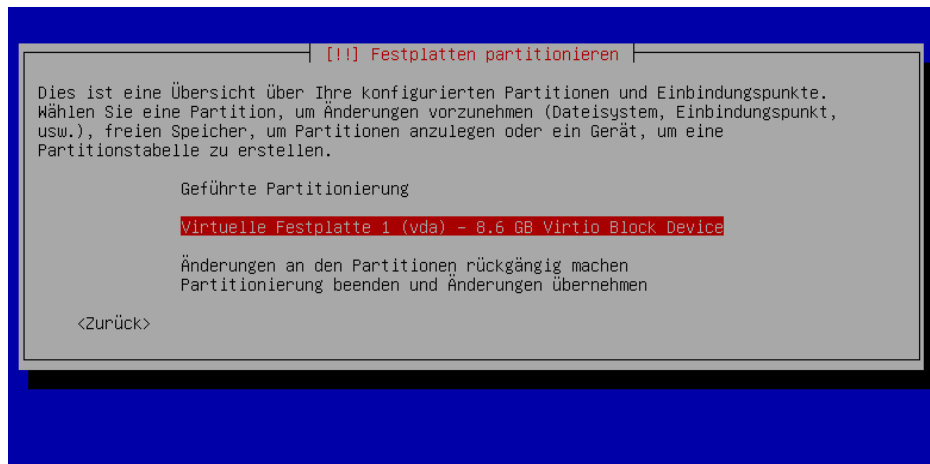 [!!] Festplatten partitionieren
Dies ist eine Übersicht über Ihre konfigurierten Partitionen und Einbindungspunkte.
Wählen Sie eine Partition, um Änderungen vorzunehmen (Dateisystem, Einbindungspunkt,
usw.), freien Speicher, um Partitionen anzulegen oder ein Gerät, um eine
Partitionstabelle zu erstellen.
Geführte Partitionierung
Virtuelle Festplatte 1 (vda) – 8.6 GB Virtio Block Device
Änderungen an den Partitionen rückgängig machen
Partitionierung beenden und Änderungen übernehmen
<Zurück>